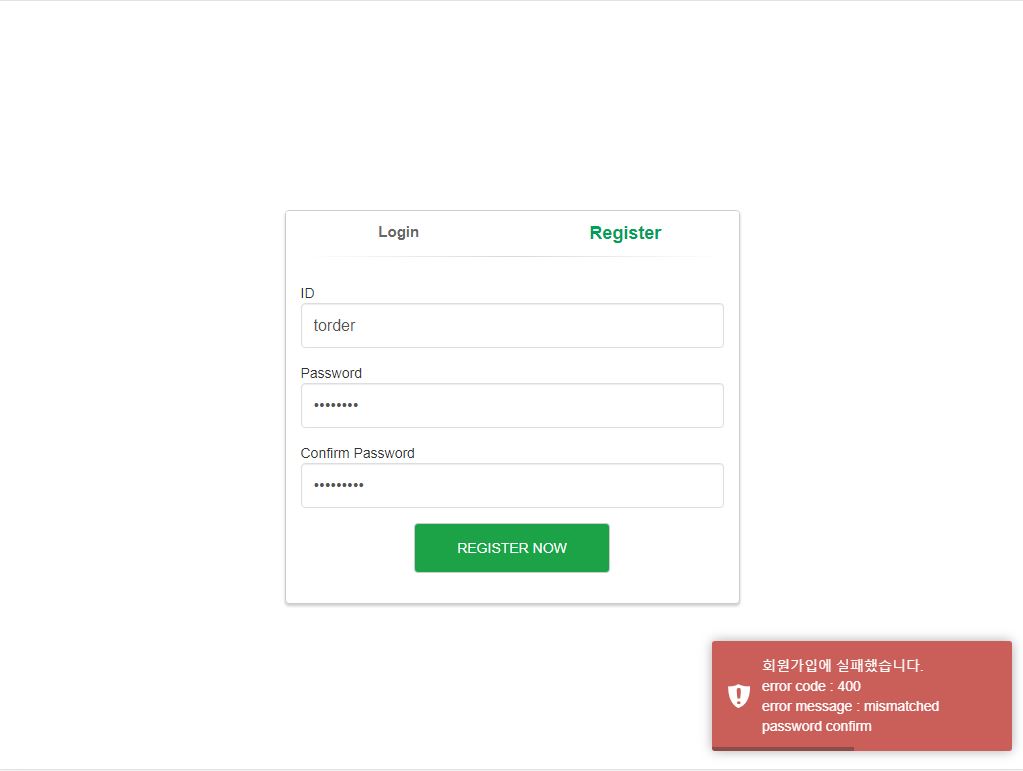 Login
Register
ID
torder
Password
••••••••
Confirm Password
•••••••••
REGISTER NOW
회원가입에 실패했습니다.
error code : 400
error message : mismatched
password confirm